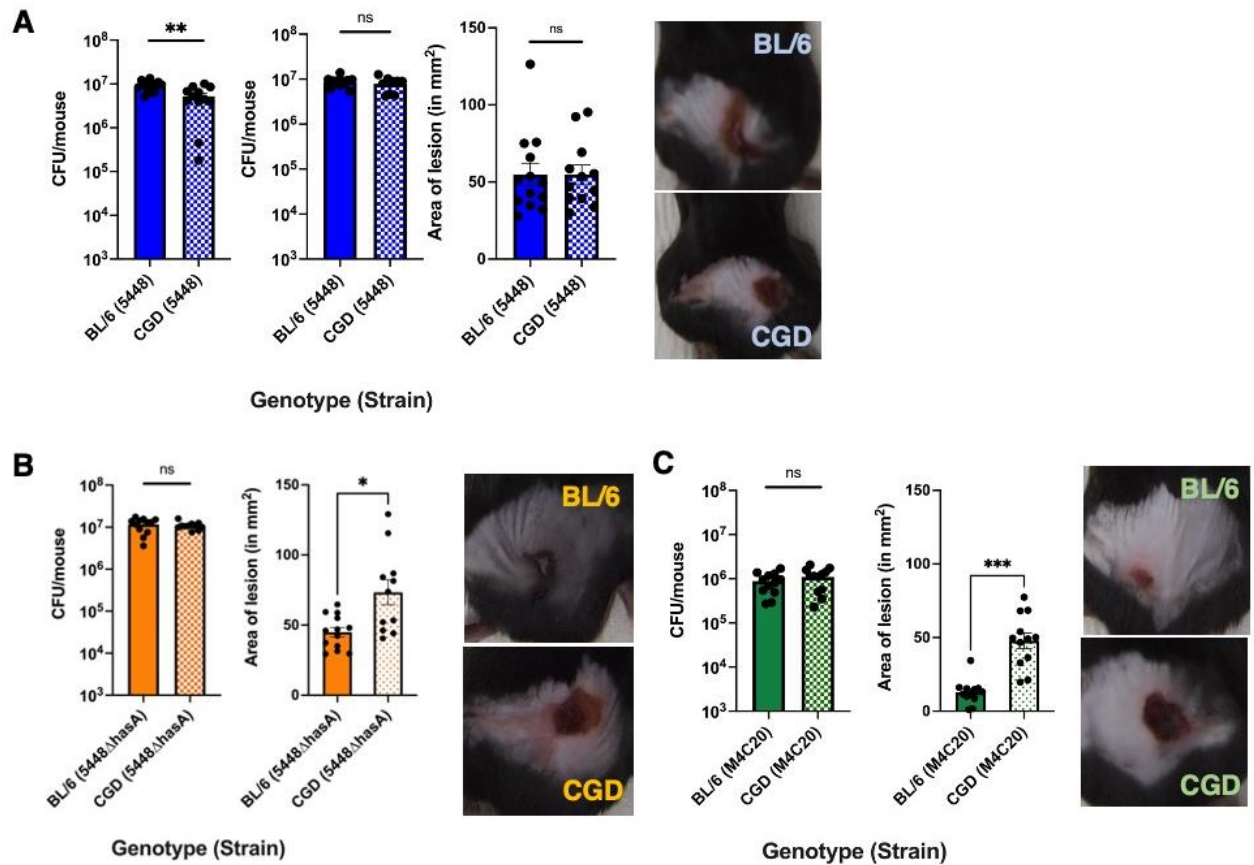 A
**
ns
ns
CFU/mouse
10⁸
10⁷
10⁶
10⁵
10⁴
10³
BL/6 (5448)
CGD (5448)
CFU/mouse
10⁸
10⁷
10⁶
10⁵
10⁴
10³
BL/6 (5448)
CGD (5448)
Area of lesion (in mm²)
150
100
50
0
BL/6 (5448)
CGD (5448)
BL/6
CGD
Genotype (Strain)
B
ns
*
CFU/mouse
10⁸
10⁷
10⁶
10⁵
10⁴
10³
BL/6 (5448ΔhasA)
CGD (5448ΔhasA)
Area of lesion (in mm²)
150
100
50
0
BL/6 (5448ΔhasA)
CGD (5448ΔhasA)
BL/6
CGD
Genotype (Strain)
C
ns
***
CFU/mouse
10⁸
10⁷
10⁶
10⁵
10⁴
10³
BL/6 (M4C20)
CGD (M4C20)
Area of lesion (in mm²)
150
100
50
0
BL/6 (M4C20)
CGD (M4C20)
BL/6
CGD
Genotype (Strain)